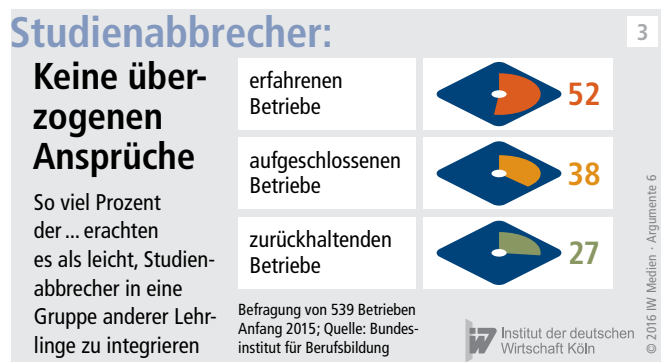 Studienabbrecher:
3
Keine über-
zogenen
Ansprüche
So viel Prozent
der ... erachten
es als leicht, Studien-
abbrecher in eine
Gruppe anderer Lehr-
linge zu integrieren
erfahrenen
Betriebe
52
aufgeschlossenen
Betriebe
38
zurückhaltenden
Betriebe
27
Befragung von 539 Betrieben
Anfang 2015; Quelle: Bundes-
institut für Berufsbildung
iw
Institut der deutschen
Wirtschaft Köln
© 2016 IW Medien · Argumente 6